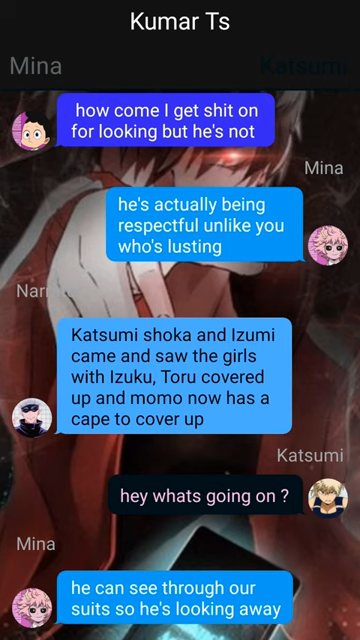 Kumar Ts
Mina
Katsumi
how come I get shit on
for looking but he's not
Mina
he's actually being
respectful unlike you
who's lusting
Katsumi shoka and Izumi
came and saw the girls
with Izuku, Toru covered
up and momo now has a
cape to cover up
Katsumi
hey whats going on ?
Mina
he can see through our
suits so he's looking away